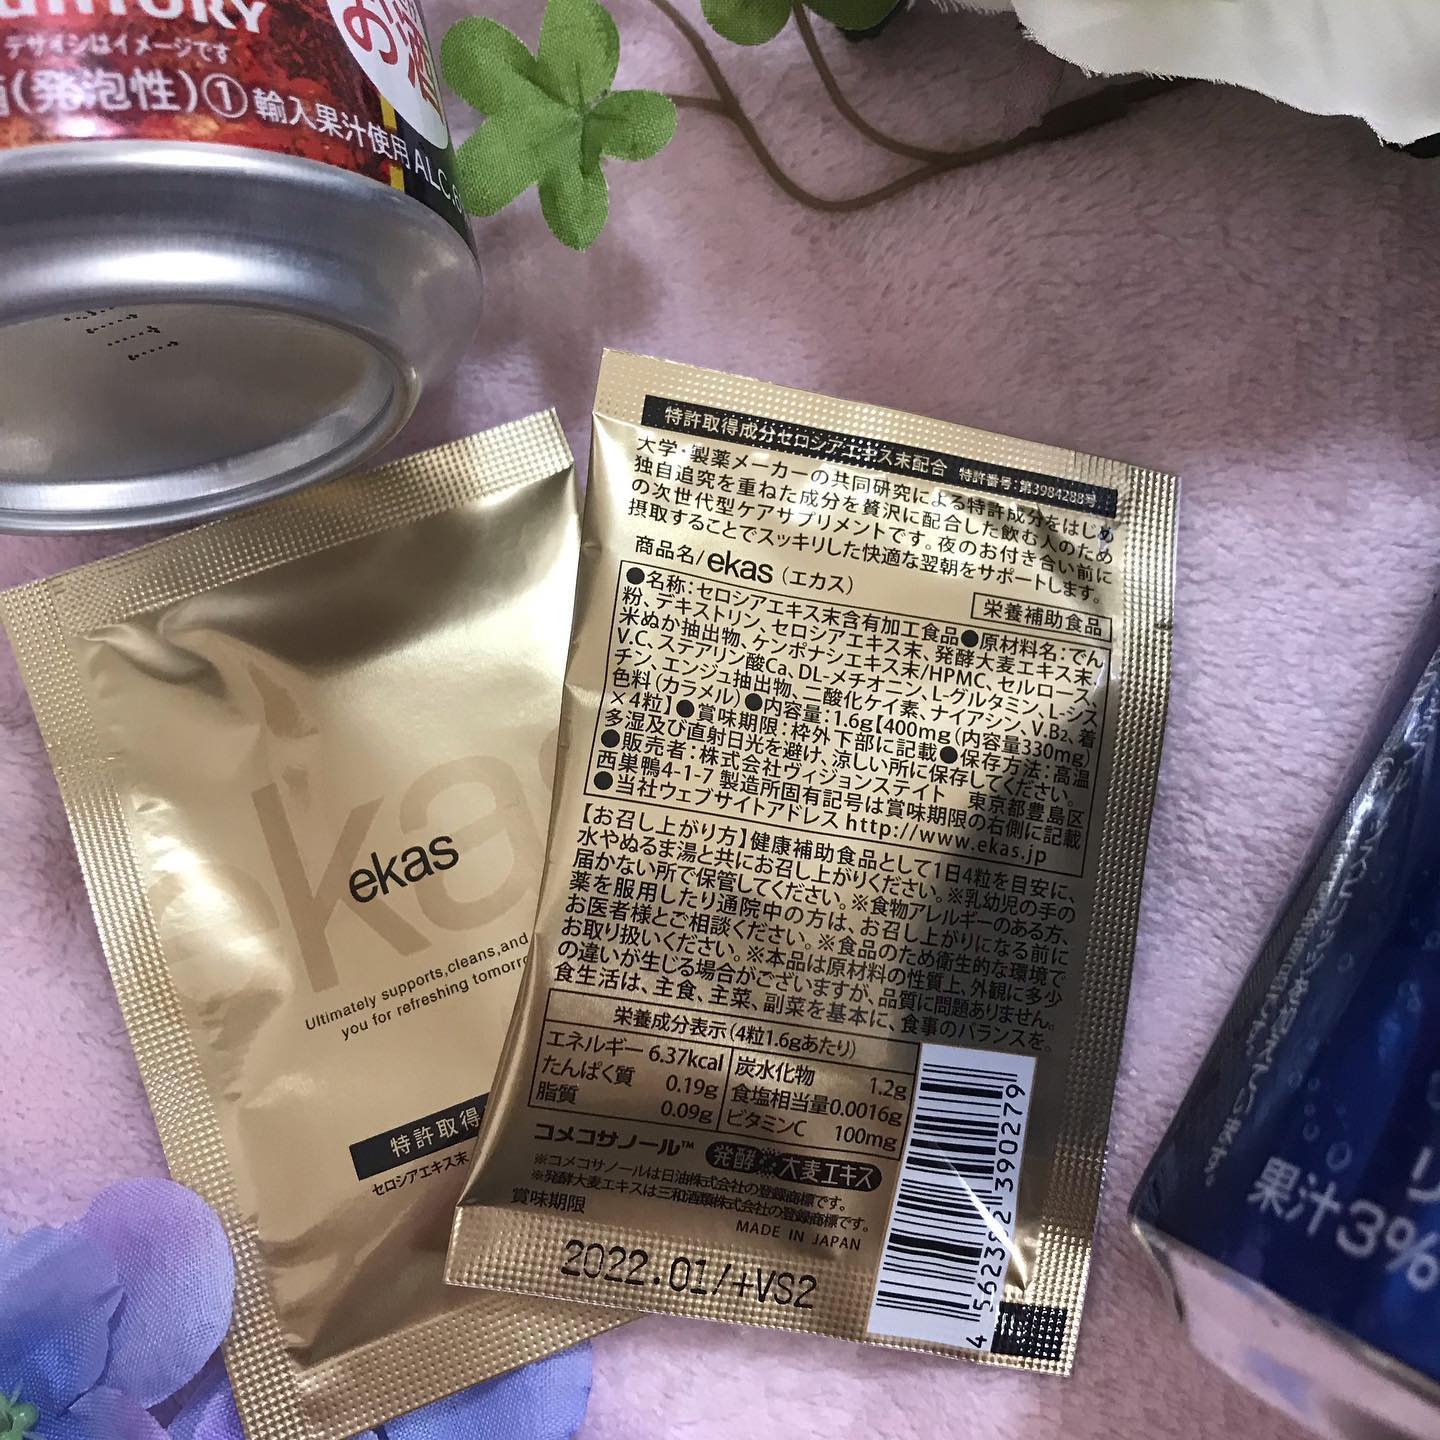 SUNTORY
デザインはイメージです
(発泡性)① 輸入果汁使用 ALC.
お酒
ekas
ekas
Ultimately supports,cleans,and
you for refreshing tomorr
特許取得
セロシアエキス末
特許取得成分セロシアエキス末配合 特許番号:第3984288号
大学・製薬メーカーの共同研究による特許成分をはじめ
独自追究を重ねた成分を贅沢に配合した飲む人のため
の次世代型ケアサプリメントです。夜のお付き合い前に
摂取することでスッキリした快適な翌朝をサポートします。
商品名/ekas(エカス)
栄養補助食品
●名称:セロシアエキス末含有加工食品●原材料名:でん
粉、デキストリン、セロシアエキス末、発酵大麦エキス末、
米ぬか抽出物、ケンポナシエキス末/HPMC、セルロース、
V.C、ステアリン酸Ca、DL-メチオニン、L-グルタミン、L-シス
チン、エンジュ抽出物、二酸化ケイ素、ナイアシン、V.B2、着
色料(カラメル)●内容量:1.6g【400mg(内容量330mg)
×4粒】●賞味期限:枠外下部に記載●保存方法:高温
多湿及び直射日光を避け、涼しい所に保存してください。
●販売者:株式会社ヴィジョンステイト 東京都豊島区
西巣鴨4-1-7 製造所固有記号は賞味期限の右側に記載
●当社ウェブサイトアドレス http://www.ekas.jp
【お召し上がり方】健康補助食品として1日4粒を目安に、
水やぬるま湯と共にお召し上がりください。※乳幼児の手の
届かない所で保管してください。※食物アレルギーのある方、
薬を服用したり通院中の方は、お召し上がりになる前に
お医者様とご相談ください。※食品のため衛生的な環境で
お取り扱いください。※本品は原材料の性質上、外観に多少
の違いが生じる場合がございますが、品質に問題ありません。
食生活は、主食、主菜、副菜を基本に、食事のバランスを。
栄養成分表示(4粒1.6gあたり)
エネルギー 6.37kcal 炭水化物 1.2g
たんぱく質 0.19g 食塩相当量 0.0016g
脂質 0.09g ビタミンC 100mg
コメコサノール™ 発酵大麦エキス
※コメコサノールは日油株式会社の登録商標です。
※発酵大麦エキスは三和酒類株式会社の登録商標です。
賞味期限 MADE IN JAPAN
2022.01/+VS2
4 562392 390279
果汁3%